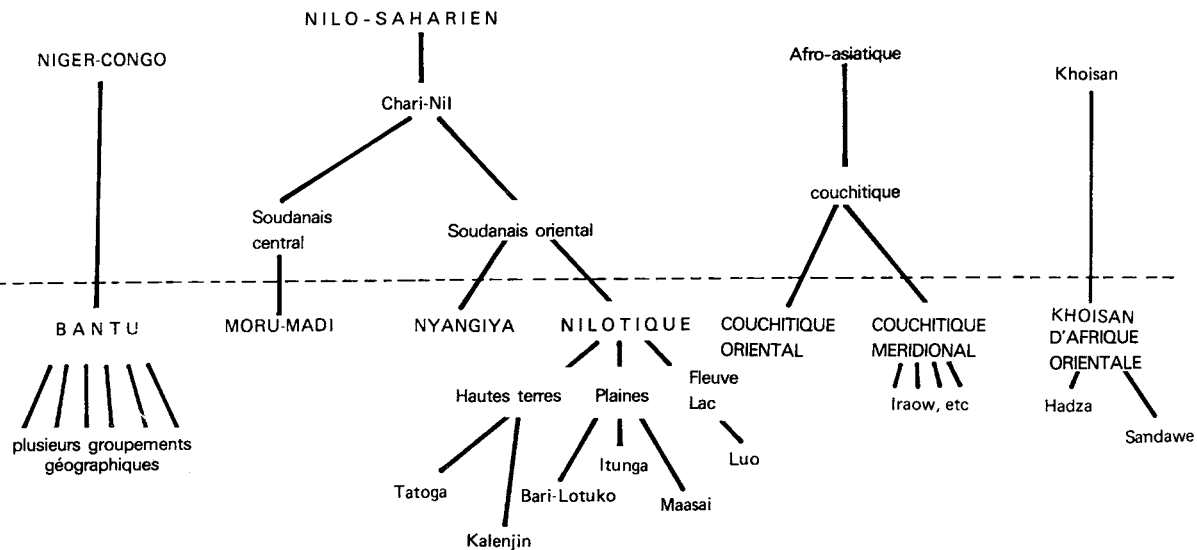 NILO-SAHARIEN
NIGER-CONGO
Afro-asiatique
Khoisan
Chari-Nil
couchitique
Soudanais
central
Soudanais oriental
BANTU
MORU-MADI
NYANGIYA
NILOTIQUE
COUCHITIQUE
ORIENTAL
COUCHITIQUE
MERIDIONAL
KHOISAN
D'AFRIQUE
ORIENTALE
Hautes terres
Plaines
Fleuve
Lac
Iraow, etc
Hadza
Sandawe
plusieurs groupements
géographiques
Tatoga
Kalenjin
Bari-Lotuko
Itunga
Maasai
Luo